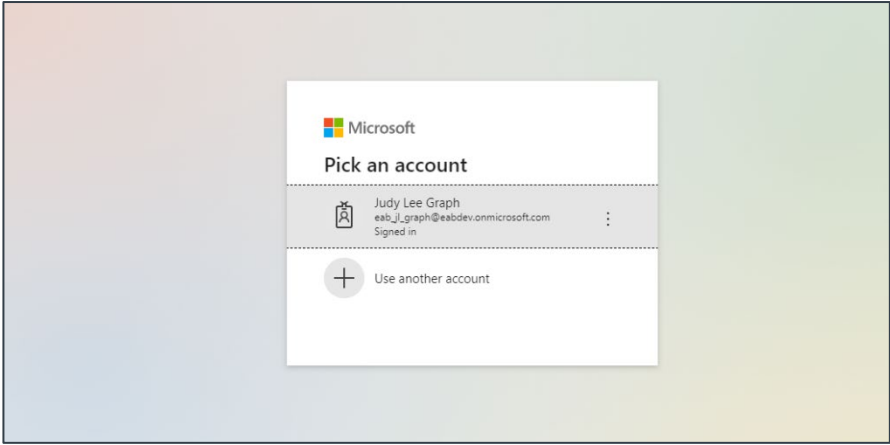 Microsoft
Pick an account
Judy Lee Graph
eab_jl_graph@eabdev.onmicrosoft.com
Signed in
Use another account